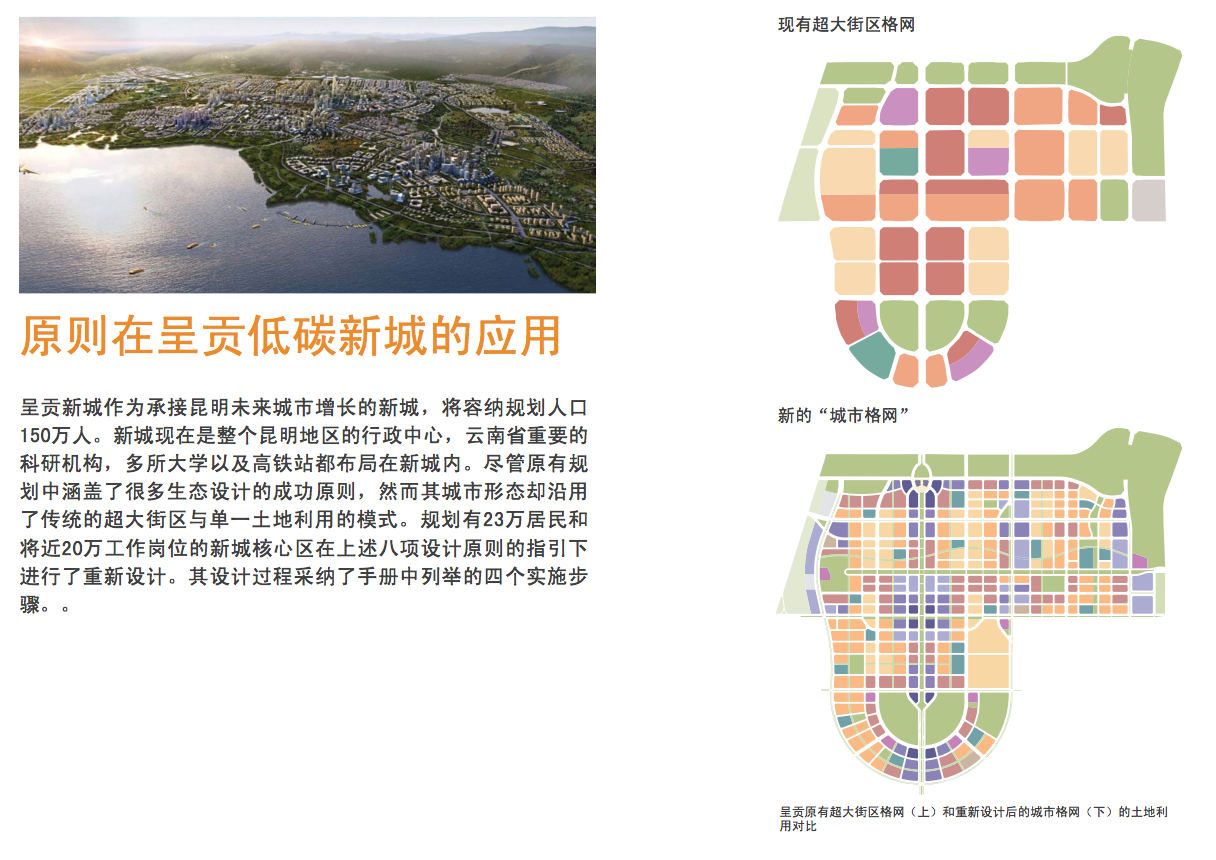 原则在呈贡低碳新城的应用
呈贡新城作为承接昆明未来城市增长的新城，将容纳规划人口
150万人。新城现在是整个昆明地区的行政中心，云南省重要的
科研机构，多所大学以及高铁站都布局在新城内。尽管原有规
划中涵盖了很多生态设计的成功原则，然而其城市形态却沿用
了传统的超大街区与单一土地利用的模式。规划有23万居民和
将近20万工作岗位的新城核心区在上述八项设计原则的指引下
进行了重新设计。其设计过程采纳了手册中列举的四个实施步
骤。。
现有超大街区格网
新的“城市格网”
呈贡原有超大街区格网（上）和重新设计后的城市格网（下）的土地利
用对比